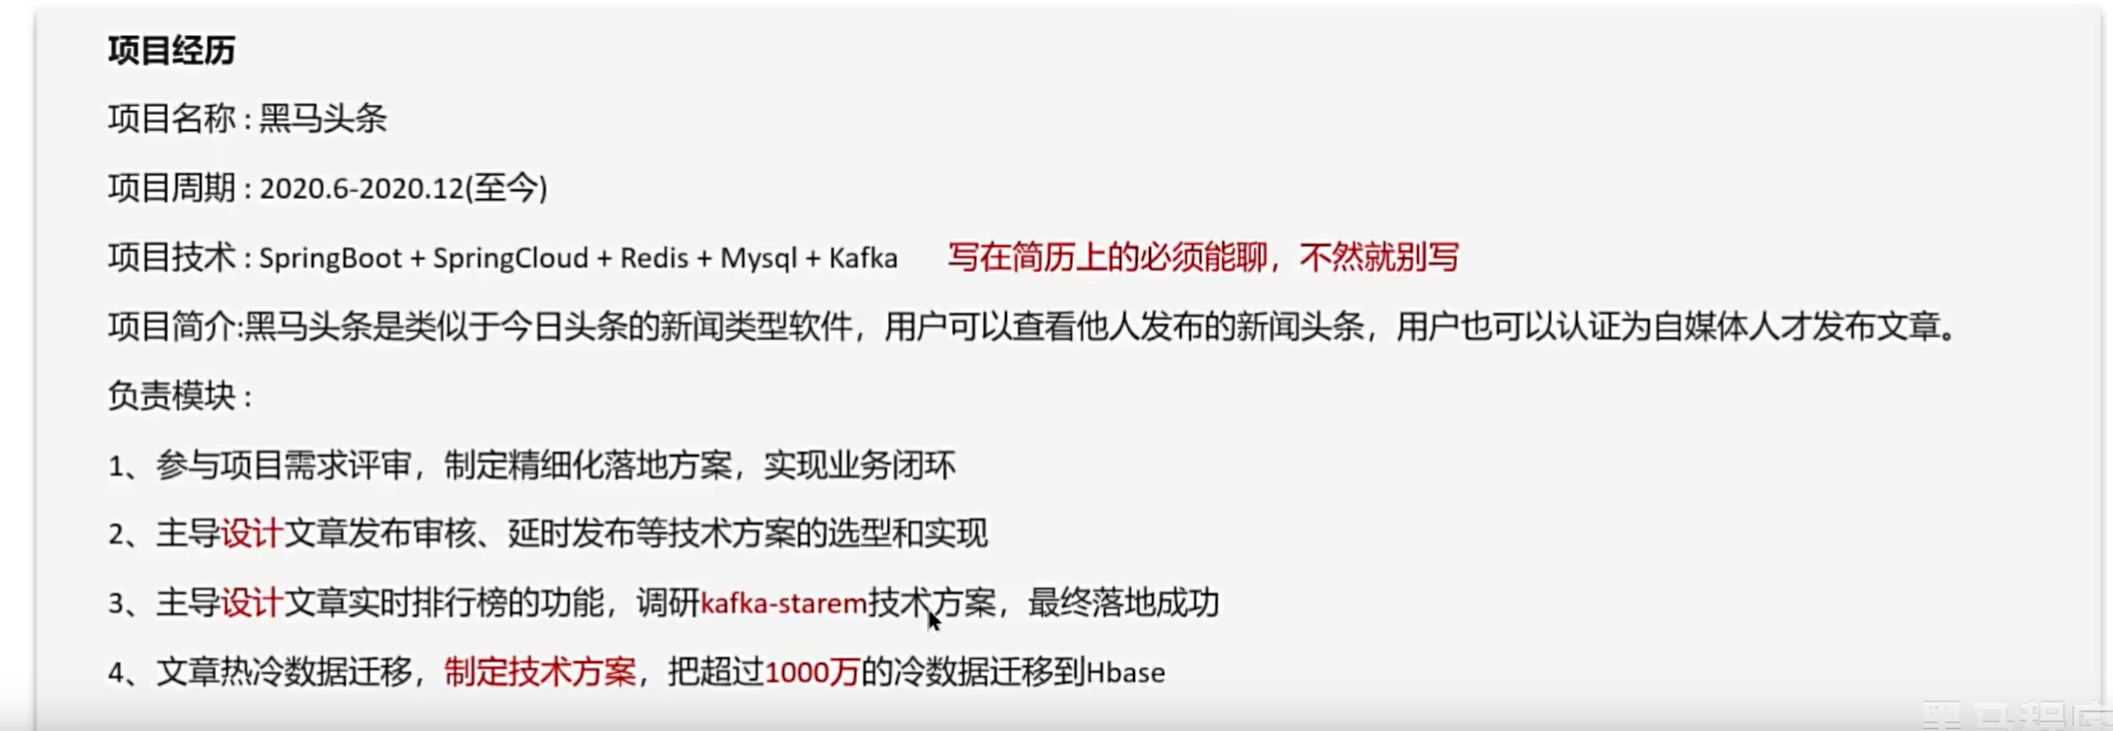 项目经历
项目名称 : 黑马头条
项目周期 : 2020.6-2020.12(至今)
项目技术 : SpringBoot + SpringCloud + Redis + Mysql + Kafka 写在简历上的必须能聊，不然就别写
项目简介:黑马头条是类似于今日头条的新闻类型软件，用户可以查看他人发布的新闻头条，用户也可以认证为自媒体人才发布文章。
负责模块 :
1、参与项目需求评审，制定精细化落地方案，实现业务闭环
2、主导设计文章发布审核、延时发布等技术方案的选型和实现
3、主导设计文章实时排行榜的功能，调研kafka-starem技术方案，最终落地成功
4、文章热冷数据迁移，制定技术方案，把超过1000万的冷数据迁移到Hbase